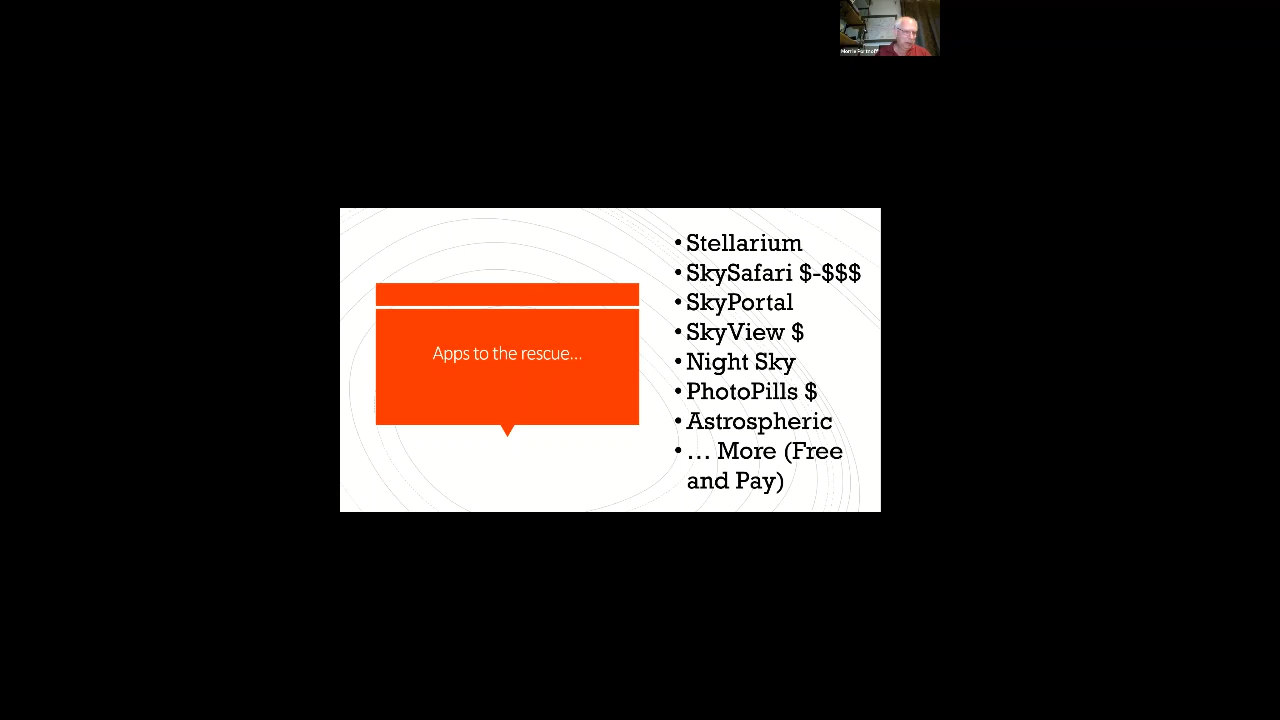 Apps to the rescue...
• Stellarium
• SkySafari $-$$$
• SkyPortal
• SkyView $
• Night Sky
• PhotoPills $
• Astrospheric
• ... More (Free
and Pay)